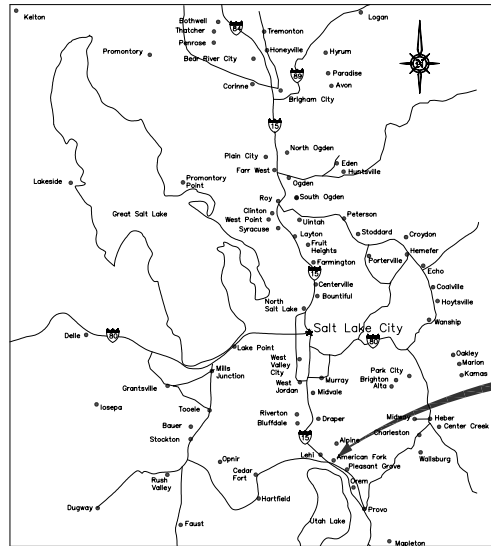 Kelton
Bothwell
Thatcher
Penrose
84
Tremonton
Logan
Honeyville
Promontory
Bear River City
Hyrum
89
Paradise
Avon
Corinne
Brigham City
N
15
Plain City
North Ogden
Eden
Farr West
Huntsville
Lakeside
Promontory
Point
Ogden
Roy
South Ogden
Great Salt Lake
Clinton
West Point
Syracuse
Uintah
Peterson
Layton
Stoddard
Croydon
Fruit
Heights
Hemefer
Porterville
Farmington
Echo
15
Centerville
Coalville
Bountiful
North
Salt Lake
Hoytsville
Wanship
Salt Lake City
80
Delle
80
Lake Point
West
Valley
City
Oakley
Marion
Kamas
Mills
Junction
Park City
Brighton
Alta
Grantsville
West
Jordan
Murray
Midvale
Iosepa
Tooele
Riverton
Bluffdale
Draper
Midway
Heber
Bauer
Center Creek
Stockton
15
Alpine
Charleston
Lehi
American Fork
Wallsburg
Opnir
Pleasant Grove
Rush
Valley
Cedar
Fort
Orem
Dugway
Hartfield
Provo
Faust
Utah Lake
Mapleton